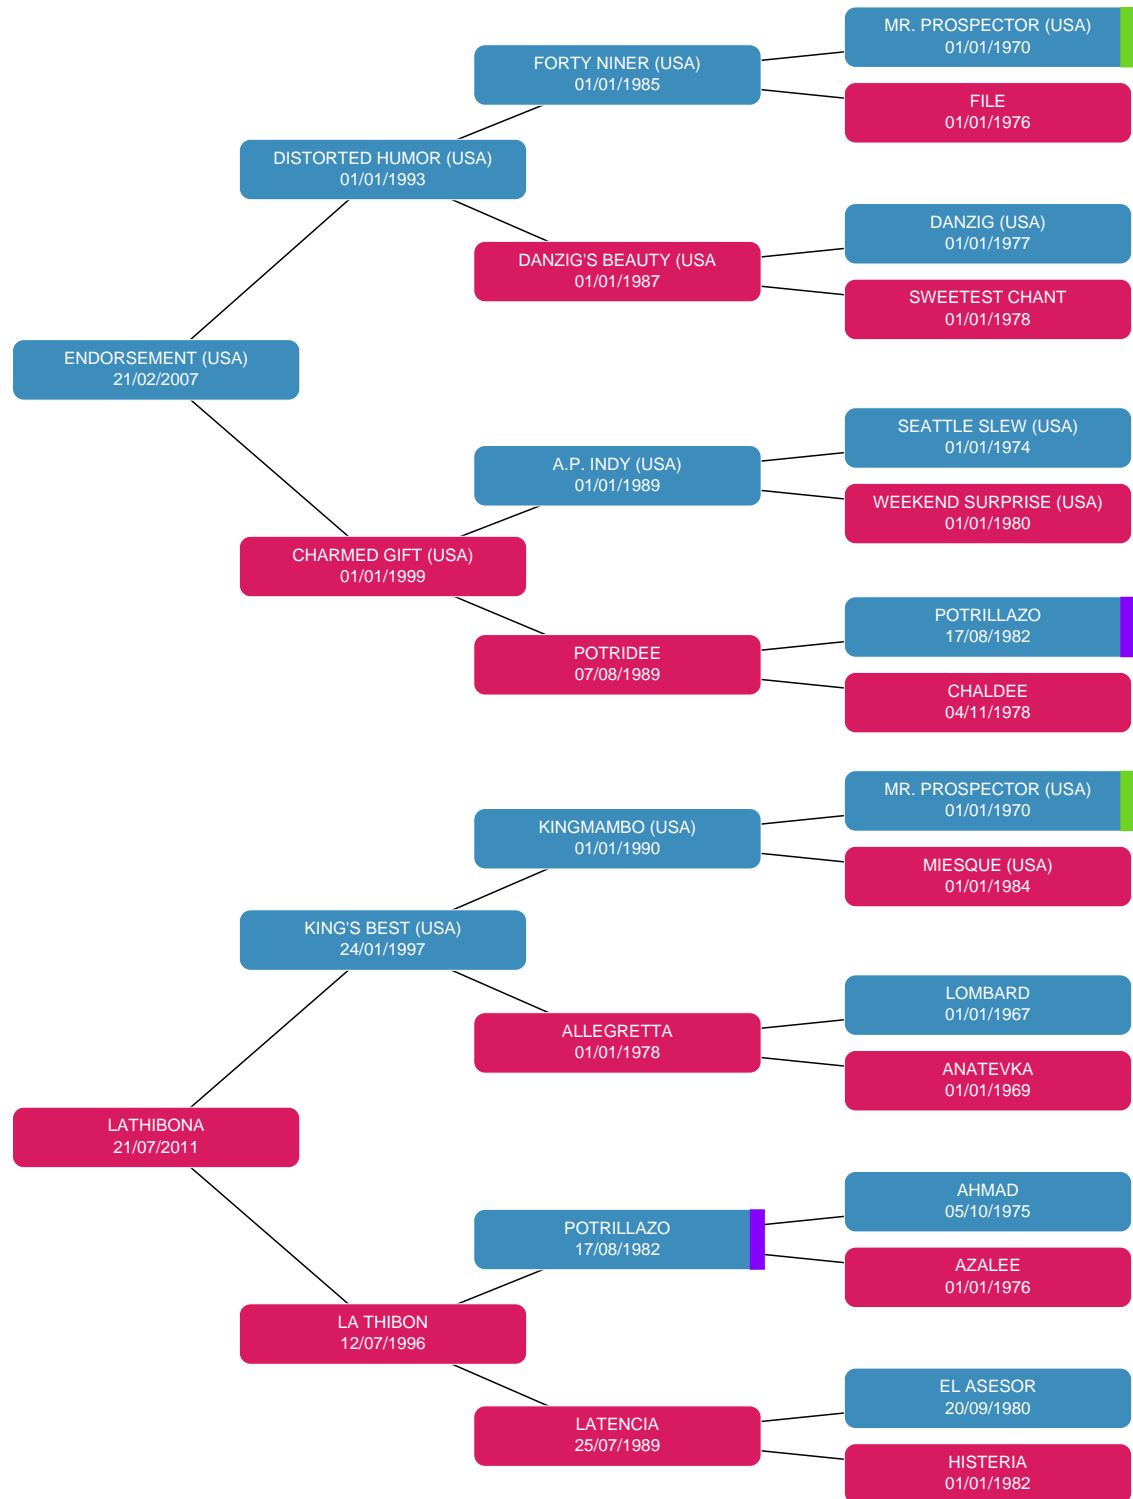 MR. PROSPECTOR (USA)
01/01/1970
FORTY NINER (USA)
01/01/1985
FILE
01/01/1976
DISTORTED HUMOR (USA)
01/01/1993
DANZIG (USA)
01/01/1977
DANZIG'S BEAUTY (USA
01/01/1987
SWEETEST CHANT
01/01/1978
ENDORSEMENT (USA)
21/02/2007
SEATTLE SLEW (USA)
01/01/1974
A.P. INDY (USA)
01/01/1989
WEEKEND SURPRISE (USA)
01/01/1980
CHARMED GIFT (USA)
01/01/1999
POTRILLAZO
17/08/1982
POTRIDEE
07/08/1989
CHALDEE
04/11/1978
MR. PROSPECTOR (USA)
01/01/1970
KINGMAMBO (USA)
01/01/1990
MIESQUE (USA)
01/01/1984
KING'S BEST (USA)
24/01/1997
LOMBARD
01/01/1967
ALLEGRETTA
01/01/1978
ANATEVKA
01/01/1969
LATHIBONA
21/07/2011
AHMAD
05/10/1975
POTRILLAZO
17/08/1982
AZALEE
01/01/1976
LA THIBON
12/07/1996
EL ASESOR
20/09/1980
LATENCIA
25/07/1989
HISTERIA
01/01/1982